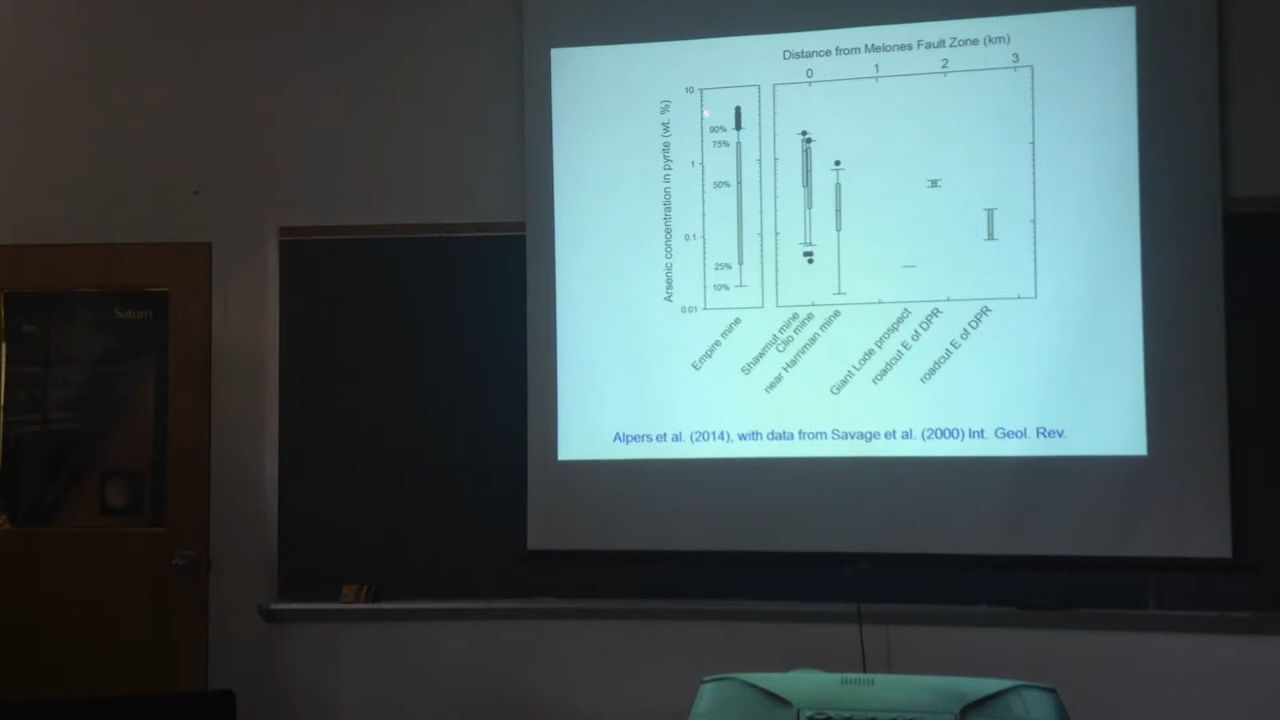 Saturn
Distance from Melones Fault Zone (km)
0 1 2 3
Arsenic concentration in pyrite (wt. %)
10
1
0.1
0.01
90%
75%
50%
25%
10%
Empire mine
Shawmut mine
Clio mine
near Harriman mine
Giant Lode prospect
roadcut E of DPR
roadcut E of DPR
Alpers et al. (2014), with data from Savage et al. (2000) Int. Geol. Rev.